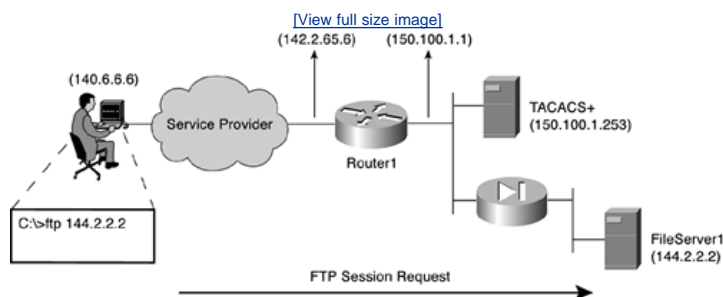 [View full size image]
(142.2.65.6)
(150.100.1.1)
(140.6.6.6)
Service Provider
Router1
TACACS+
(150.100.1.253)
C:\>ftp 144.2.2.2
FileServer1
(144.2.2.2)
FTP Session Request